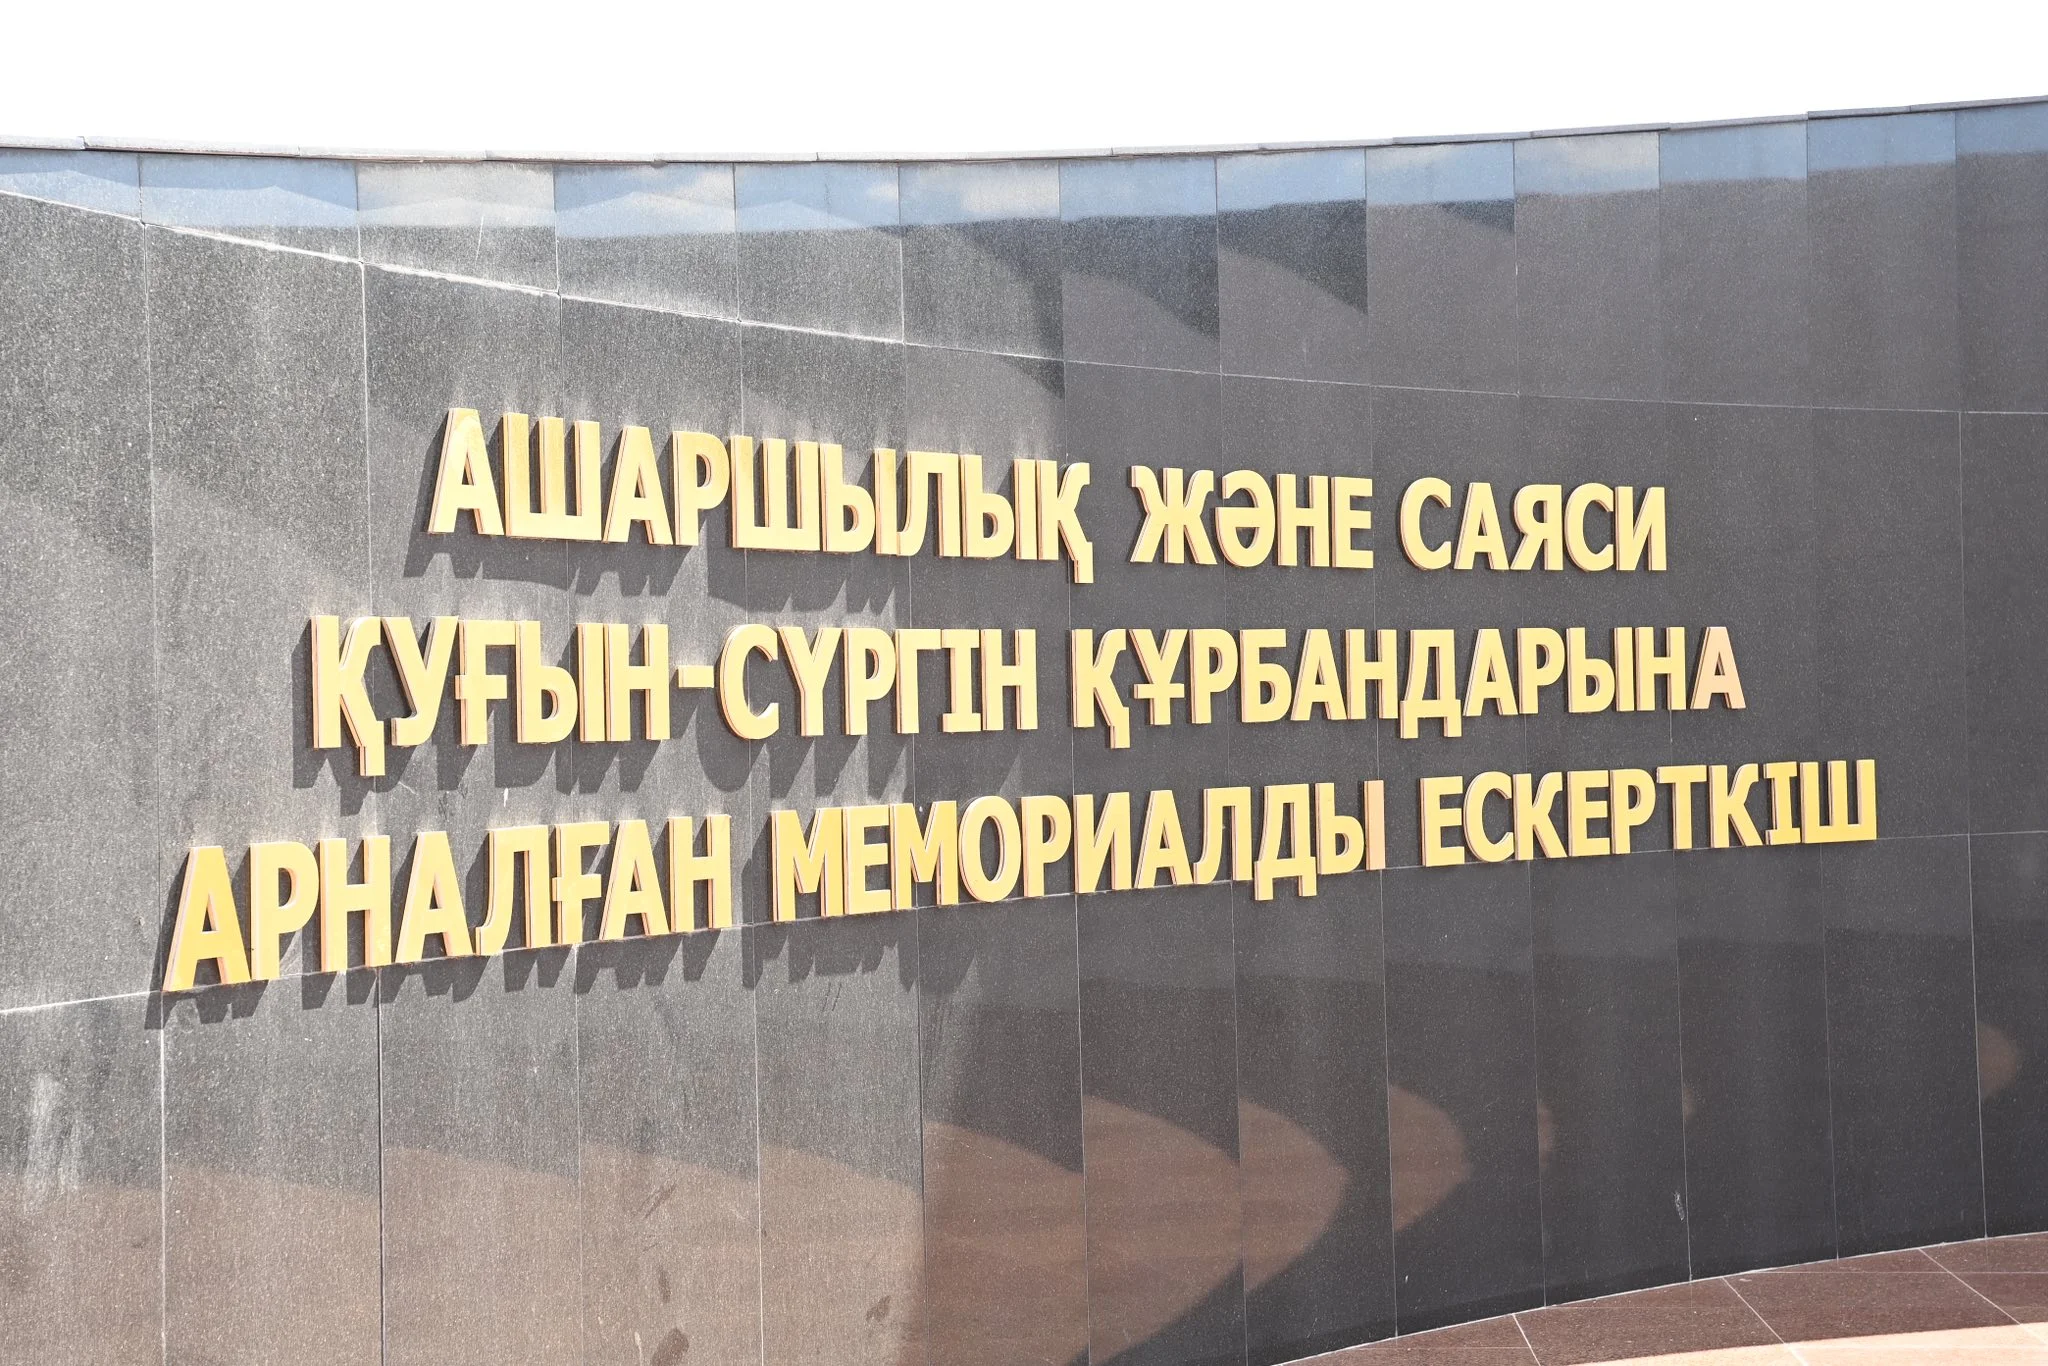 АШАРШЫЛЫҚ ЖӘНЕ САЯСИ
ҚУҒЫН-СҮРГІН ҚҰРБАНДАРЫНА
АРНАЛҒАН МЕМОРИАЛДЫ ЕСКЕРТКІШ